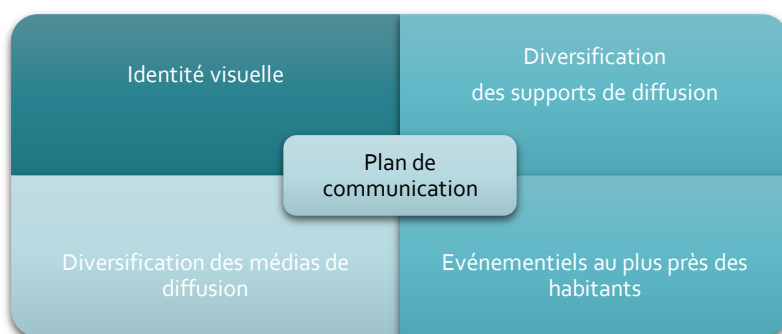 Identité visuelle
Diversification
des supports de diffusion
Plan de
communication
Diversification des médias de
diffusion
Evénementiels au plus près des
habitants